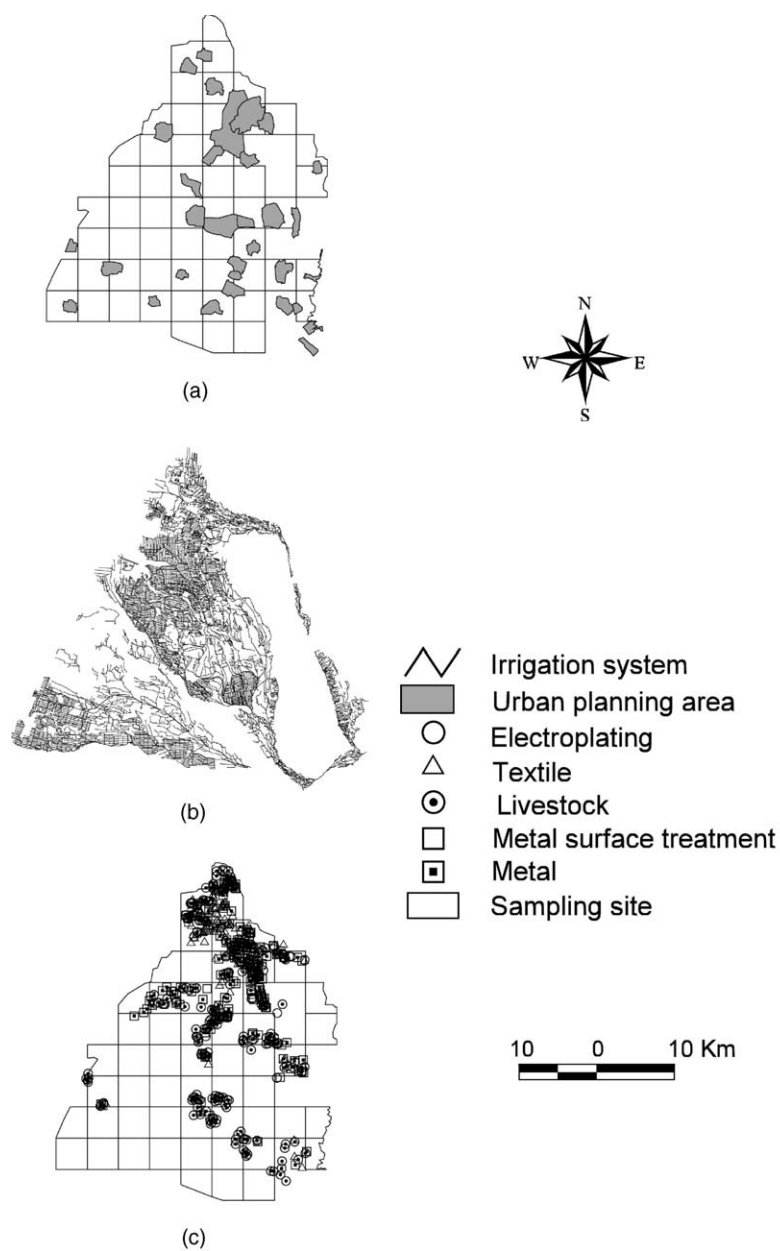 (a)
N
W E
S
(b)
Irrigation system
Urban planning area
Electroplating
Textile
Livestock
Metal surface treatment
Metal
Sampling site
10 0 10 Km
(c)